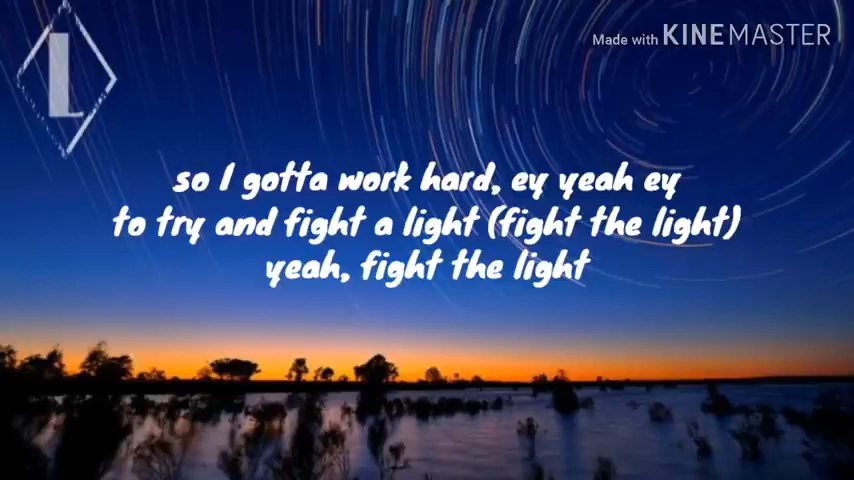 L
Made with KINEMASTER
so I gotta work hard, ey yeah ey
to try and fight a light (fight the light)
yeah, fight the light